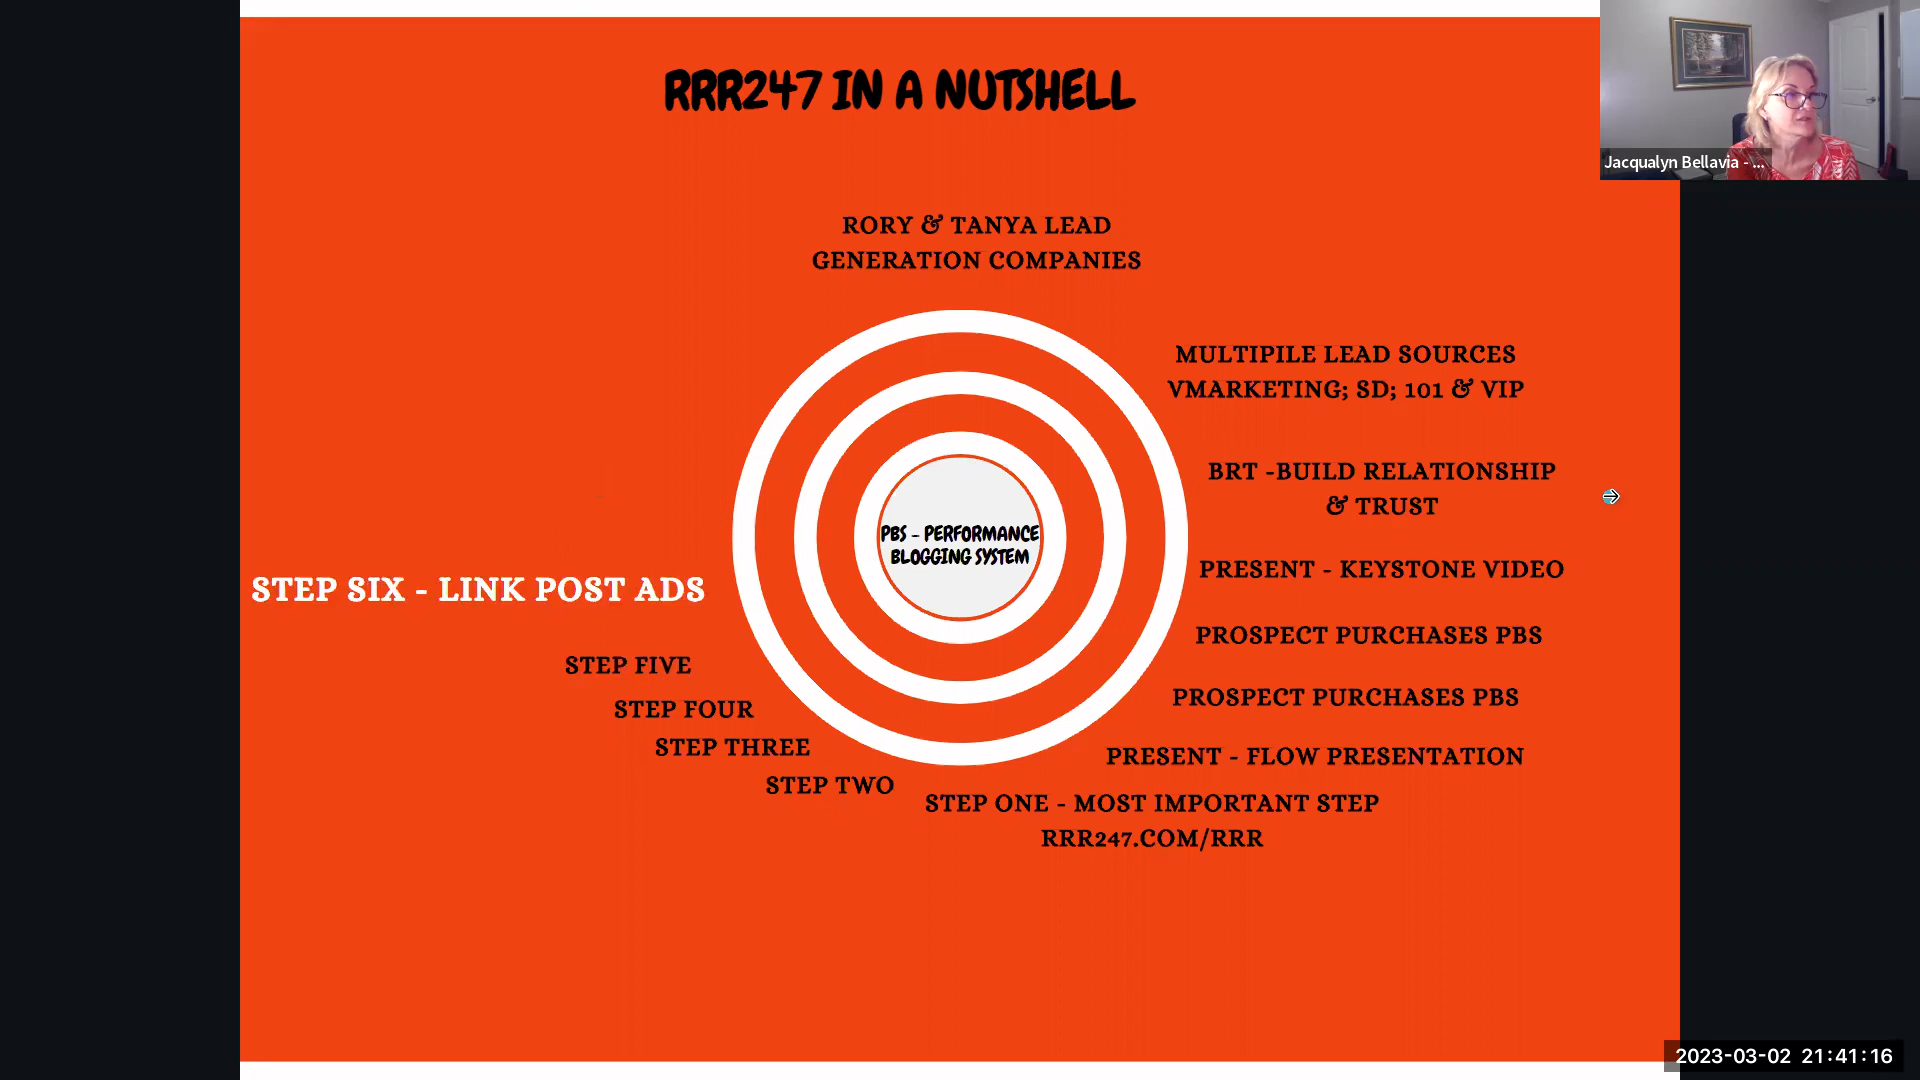 RRR247 IN A NUTSHELL
Jacqualyn Bellavia - ...
RORY & TANYA LEAD
GENERATION COMPANIES
MULTIPILE LEAD SOURCES
VMARKETING; SD; 101 & VIP
BRT -BUILD RELATIONSHIP
& TRUST
PBS - PERFORMANCE
BLOGGING SYSTEM
PRESENT - KEYSTONE VIDEO
STEP SIX - LINK POST ADS
PROSPECT PURCHASES PBS
STEP FIVE
PROSPECT PURCHASES PBS
STEP FOUR
STEP THREE
PRESENT - FLOW PRESENTATION
STEP TWO
STEP ONE - MOST IMPORTANT STEP
RRR247.COM/RRR
2023-03-02 21:41:16